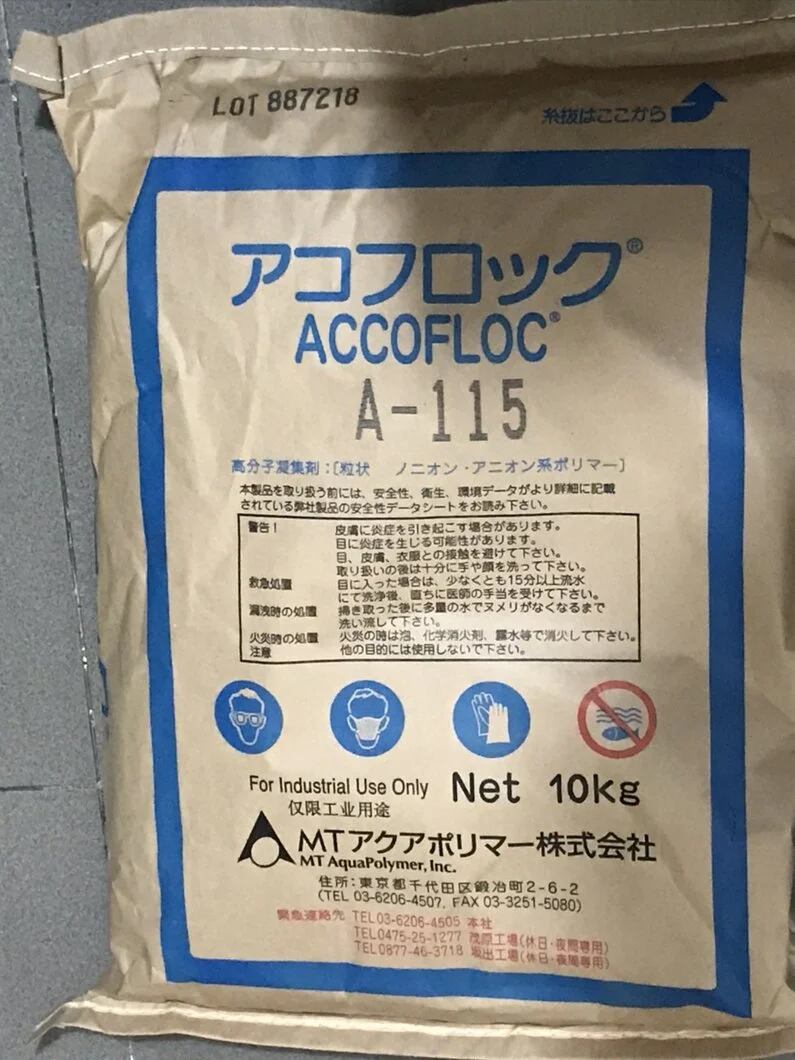 LOT 887218
糸抜はここから
アコフロック®
ACCOFLOC®
A-115
高分子凝集剤:[粒状 ノニオン・アニオン系ポリマー]
本製品を取り扱う前には、安全性、衛生、環境データがより詳細に記載
されている弊社製品の安全性データシートをお読み下さい。
警告! 皮膚に炎症を引き起こす場合があります。
目に炎症を生じる可能性があります。
目、皮膚、衣服との接触を避けて下さい。
取り扱いの後は十分に手や顔を洗って下さい。
救急処置 目に入った場合は、少なくとも15分以上流水
にて洗浄後、直ちに医師の手当を受けて下さい。
漏洩時の処置 掃き取った後に多量の水でヌメリがなくなるまで
洗い流して下さい。
火災時の処置 火災の時は泡、化学消火剤、霧水等で消火して下さい。
注意 他の目的には使用しないで下さい。
For Industrial Use Only Net 10kg
仅限工业用途
MTアクアポリマー株式会社
MT AquaPolymer, Inc.
住所:東京都千代田区鍛冶町2-6-2
(TEL 03-6206-4507, FAX 03-3251-5080)
緊急連絡先 TEL03-6206-4505 本社
TEL0475-25-1277 茂原工場(休日・夜間専用)
TEL0877-46-3718 坂出工場(休日・夜間専用)